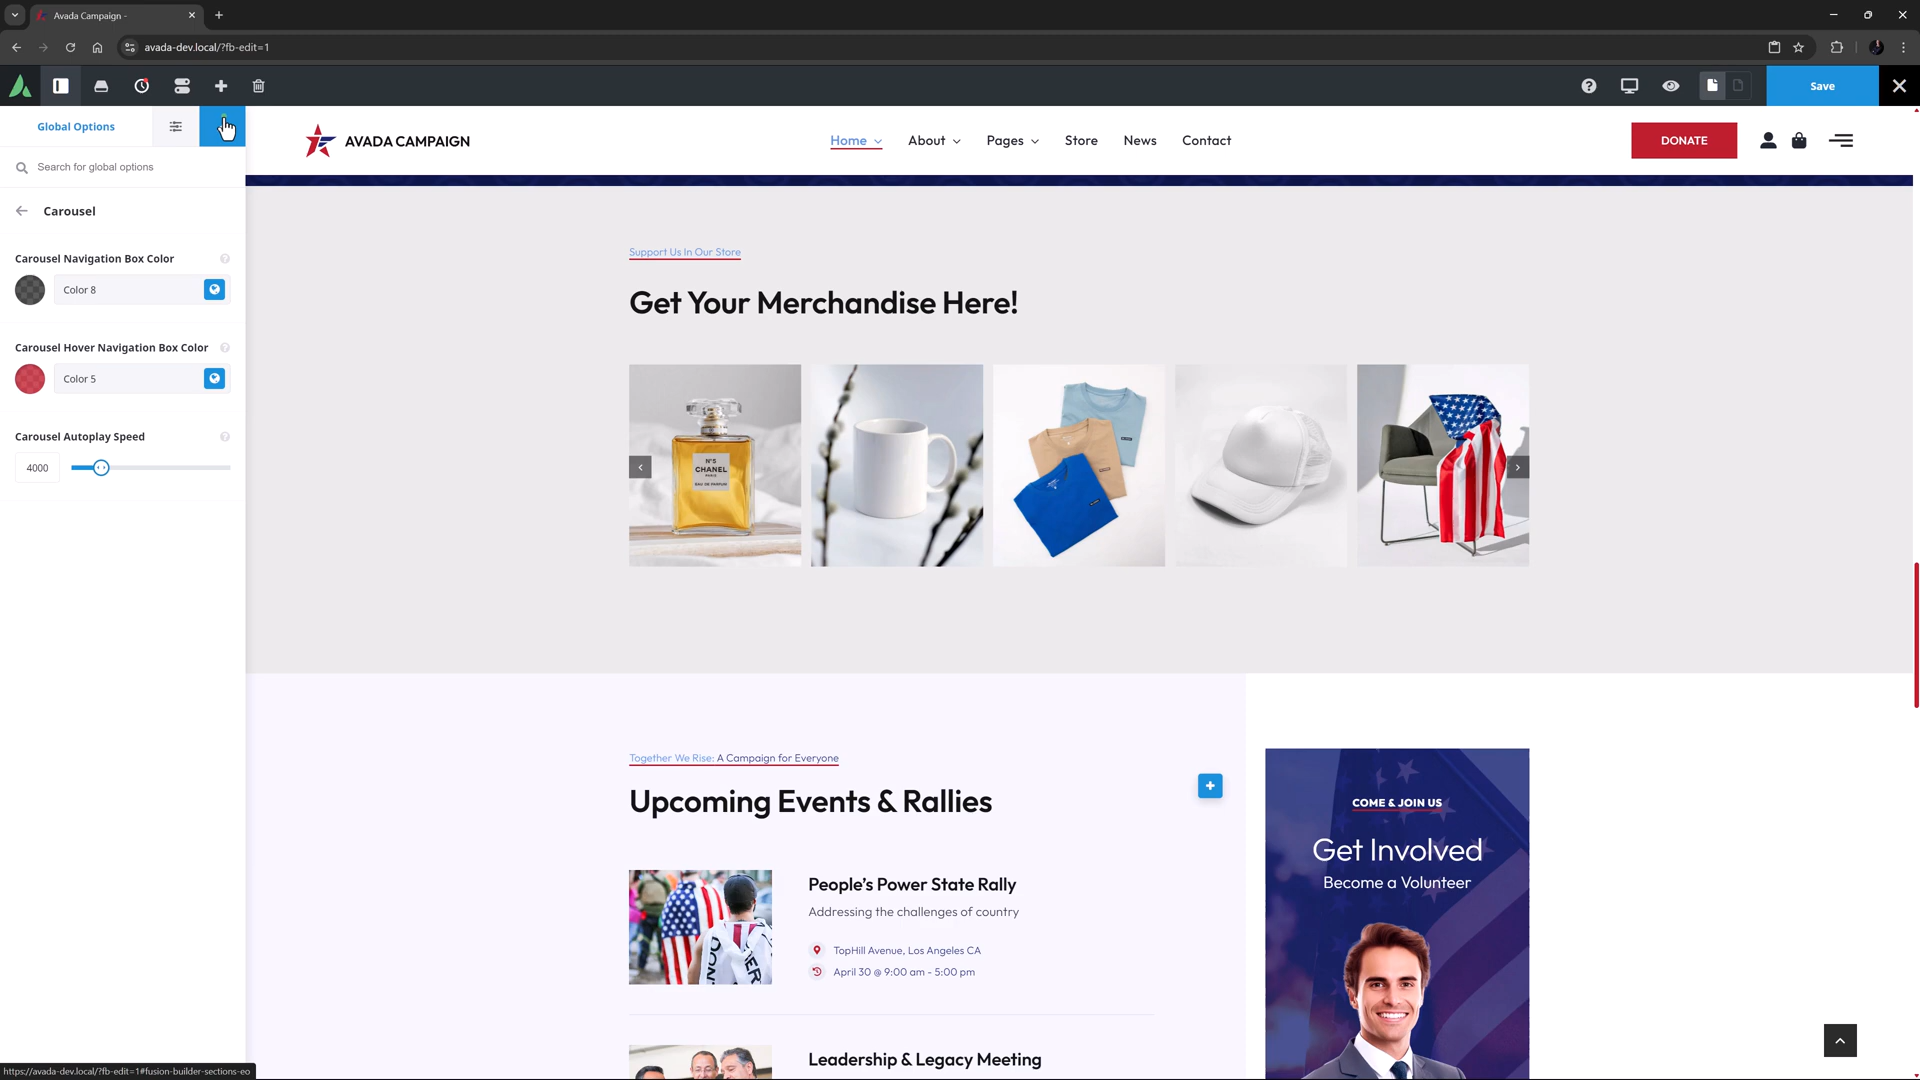 Avada Campaign -
avada-dev.local/?fb-edit=1
Save
Global Options
Search for global options
Carousel
Carousel Navigation Box Color
Color 8
Carousel Hover Navigation Box Color
Color 5
Carousel Autoplay Speed
4000
AVADA CAMPAIGN
Home
About
Pages
Store
News
Contact
DONATE
Support Us In Our Store
Get Your Merchandise Here!
N°5
CHANEL
PARIS
EAU DE PARFUM
Together We Rise: A Campaign for Everyone
Upcoming Events & Rallies
People's Power State Rally
Addressing the challenges of country
TopHill Avenue, Los Angeles CA
April 30 @ 9:00 am - 5:00 pm
Leadership & Legacy Meeting
COME & JOIN US
Get Involved
Become a Volunteer
https://avada-dev.local/?fb-edit=1#fusion-builder-sections-eo